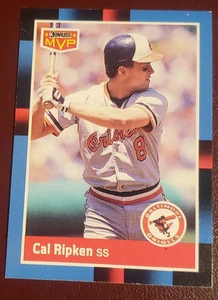 DONRUSS
MVP
Orioles
8
BALTIMORE
ORIOLES
Cal Ripken SS